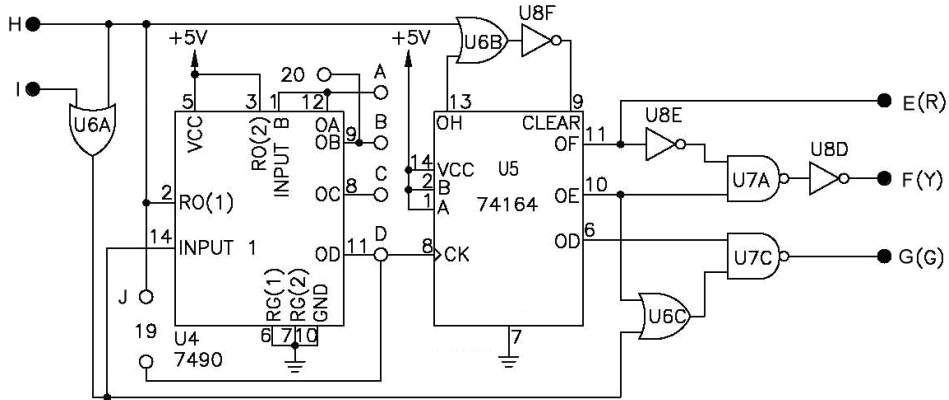 H
I
U6A
+5V
20
A
B
C
D
5
3
1
12
VCC
RO(2)
INPUT B
OA
OB
9
OC
8
OD
11
2
RO(1)
14
INPUT 1
RG(1)
RG(2)
GND
6
7
10
J
19
U4
7490
+5V
U6B
U8F
13
9
OH
CLEAR
14
VCC
2
B
1
A
U5
74164
OF
11
OE
10
OD
6
8
CK
7
U8E
U7A
U8D
U7C
U6C
E(R)
F(Y)
G(G)